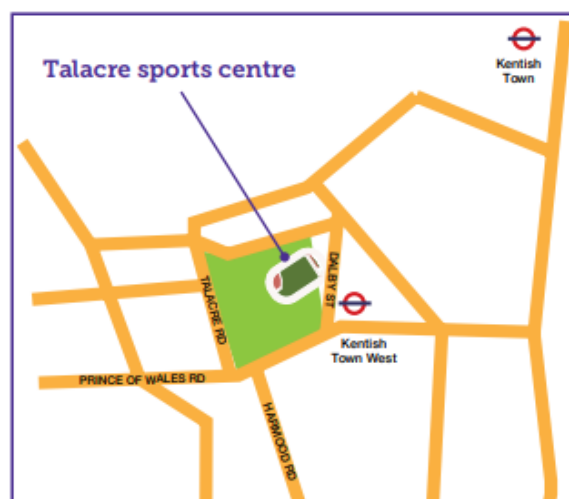 Kentish
Town
Talacre sports centre
TALACRE RD
DALBY ST
Kentish
Town West
PRINCE OF WALES RD
HARMOOD RD